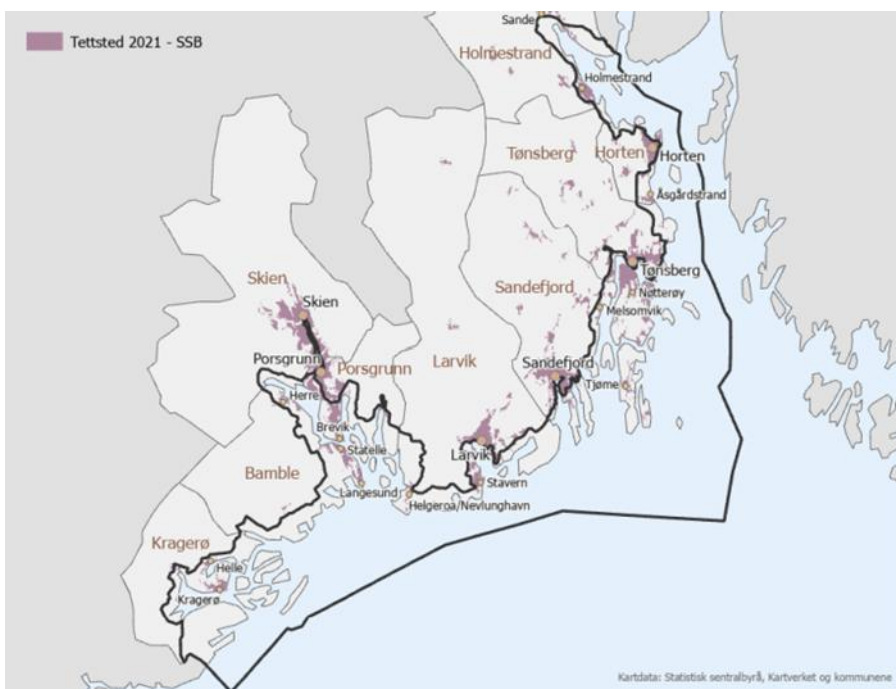 Tettsted 2021 - SSB
Sande
Holmestrand
Holmestrand
Tønsberg
Horten
Horten
Åsgårdstrand
Skien
Skien
Sandefjord
Tønsberg
Nøtterøy
Melsomvik
Porsgrunn
Porsgrunn
Larvik
Sandefjord
Tjøme
Herre
Brevik
Statelle
Larvik
Bamble
Langesund
Stavern
Helgeroa/Nevlunghavn
Kragerø
Helle
Kragerø
Kartdata: Statistisk sentralbyrå, Kartverket og kommunene